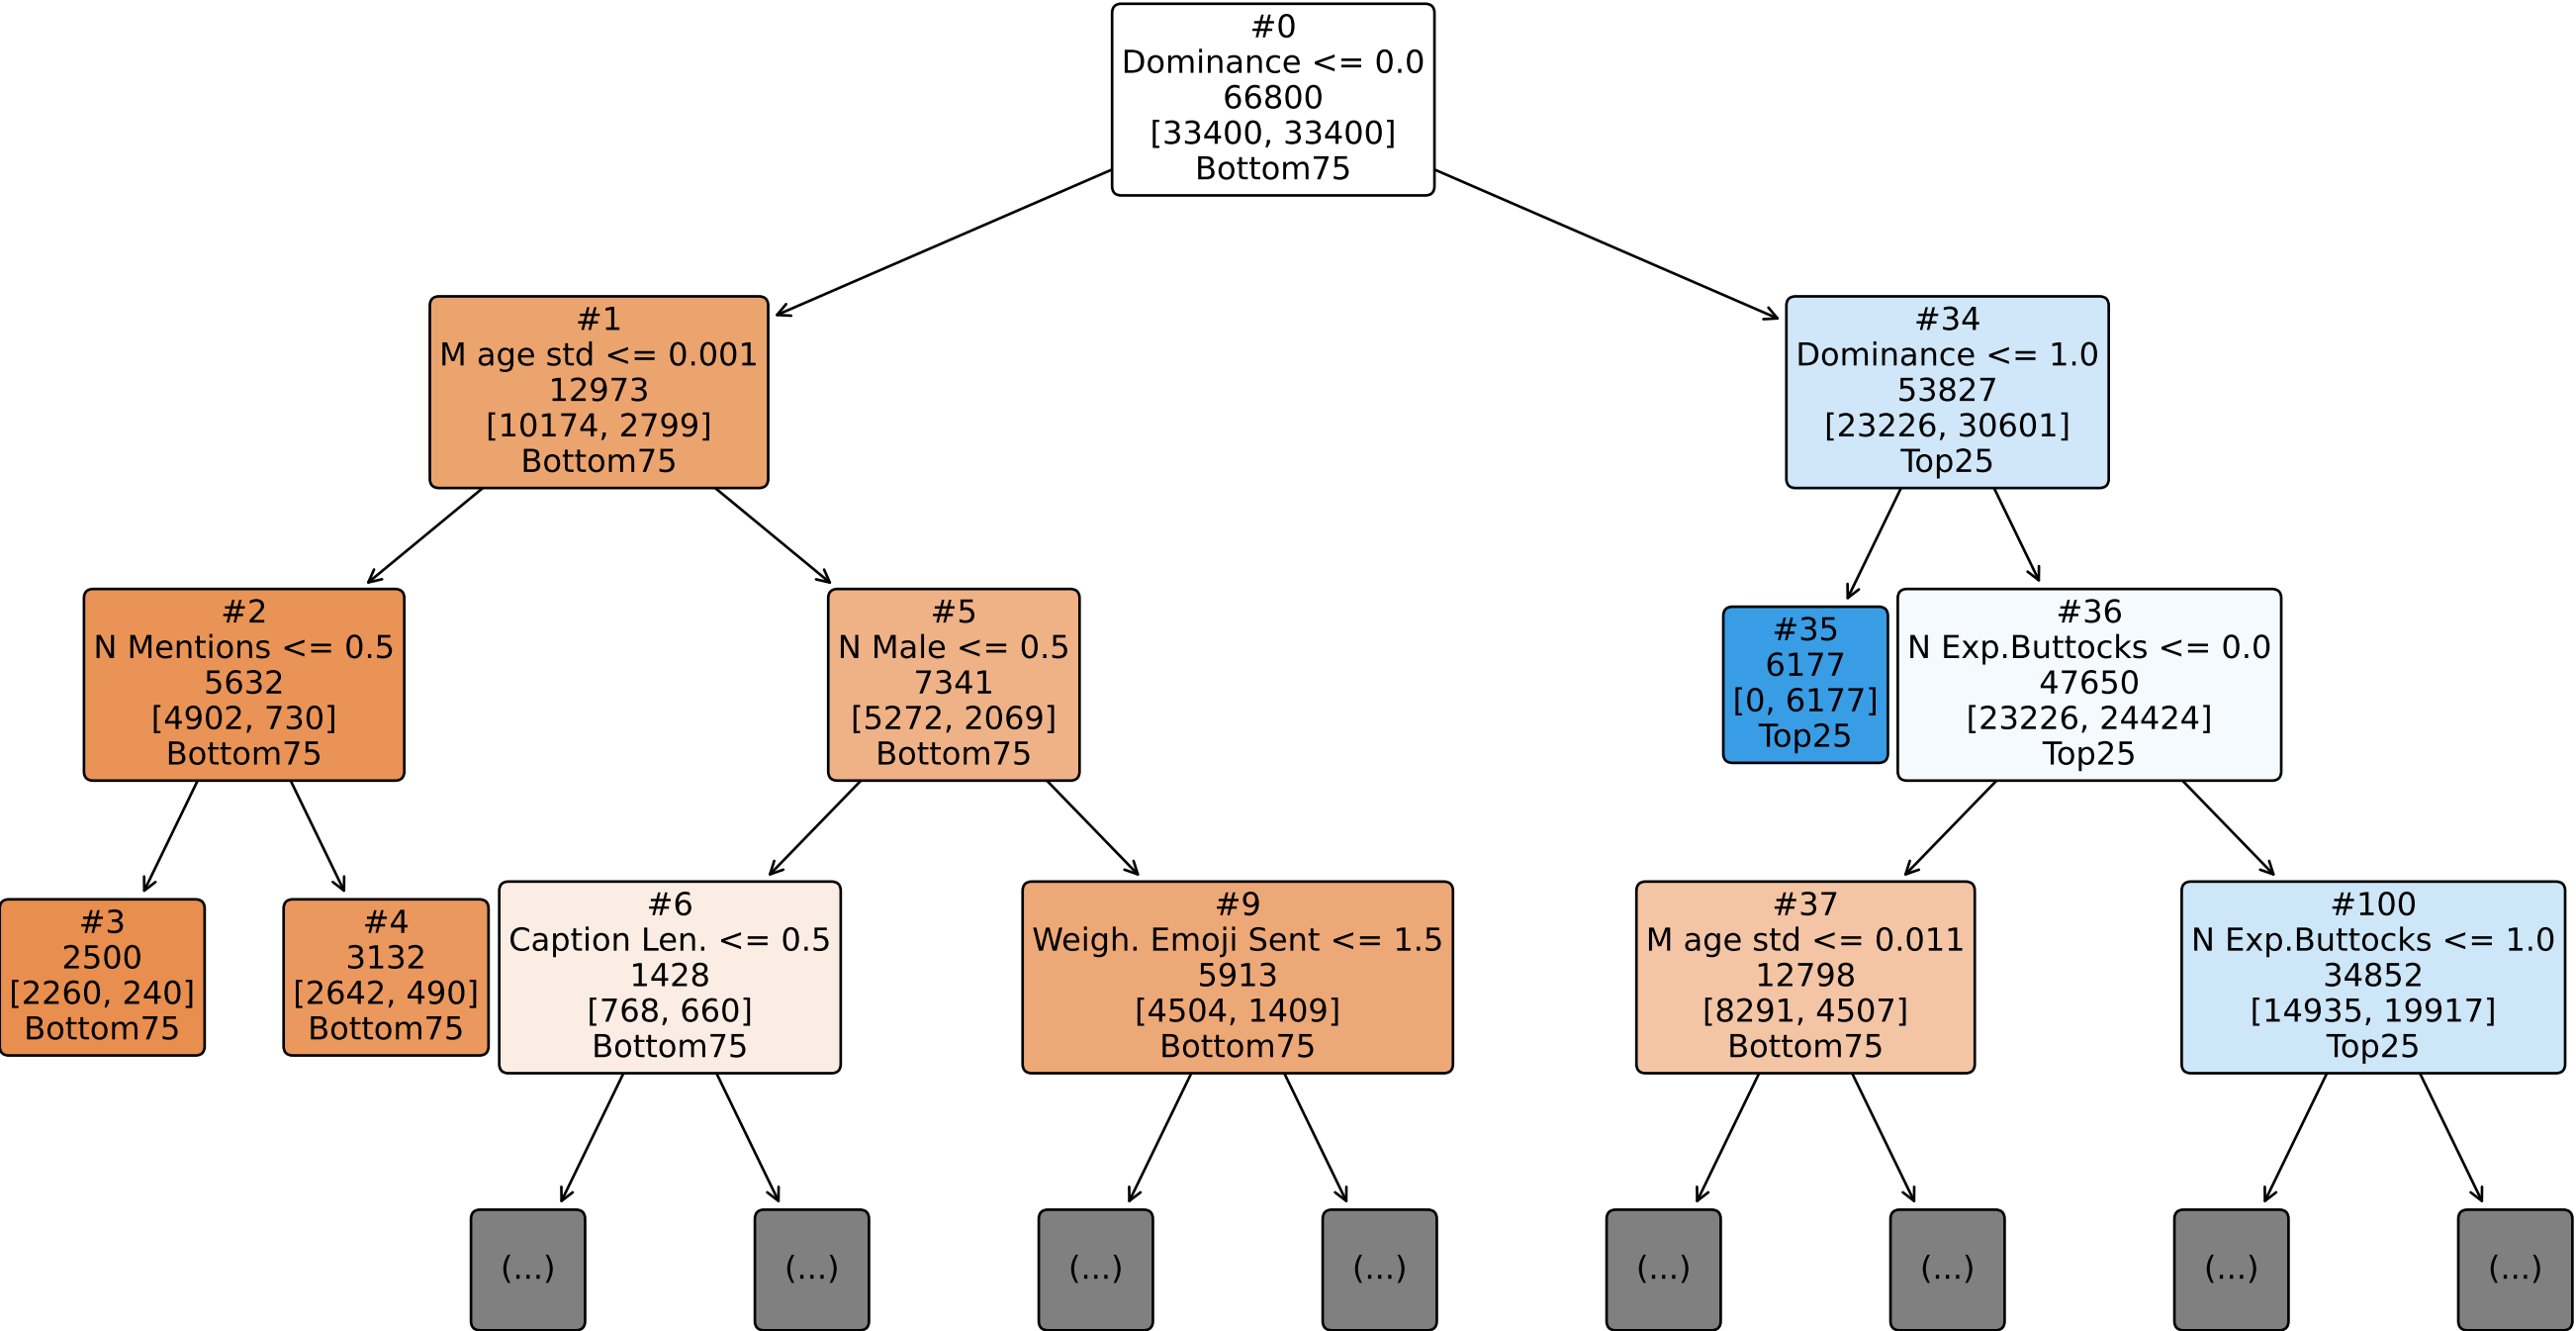 #0
Dominance <= 0.0
66800
[33400, 33400]
Bottom75
#1
M age std <= 0.001
12973
[10174, 2799]
Bottom75
#34
Dominance <= 1.0
53827
[23226, 30601]
Top25
#2
N Mentions <= 0.5
5632
[4902, 730]
Bottom75
#5
N Male <= 0.5
7341
[5272, 2069]
Bottom75
#35
6177
[0, 6177]
Top25
#36
N Exp.Buttocks <= 0.0
47650
[23226, 24424]
Top25
#3
2500
[2260, 240]
Bottom75
#4
3132
[2642, 490]
Bottom75
#6
Caption Len. <= 0.5
1428
[768, 660]
Bottom75
#9
Weigh. Emoji Sent <= 1.5
5913
[4504, 1409]
Bottom75
#37
M age std <= 0.011
12798
[8291, 4507]
Bottom75
#100
N Exp.Buttocks <= 1.0
34852
[14935, 19917]
Top25
(...)
(...)
(...)
(...)
(...)
(...)
(...)
(...)